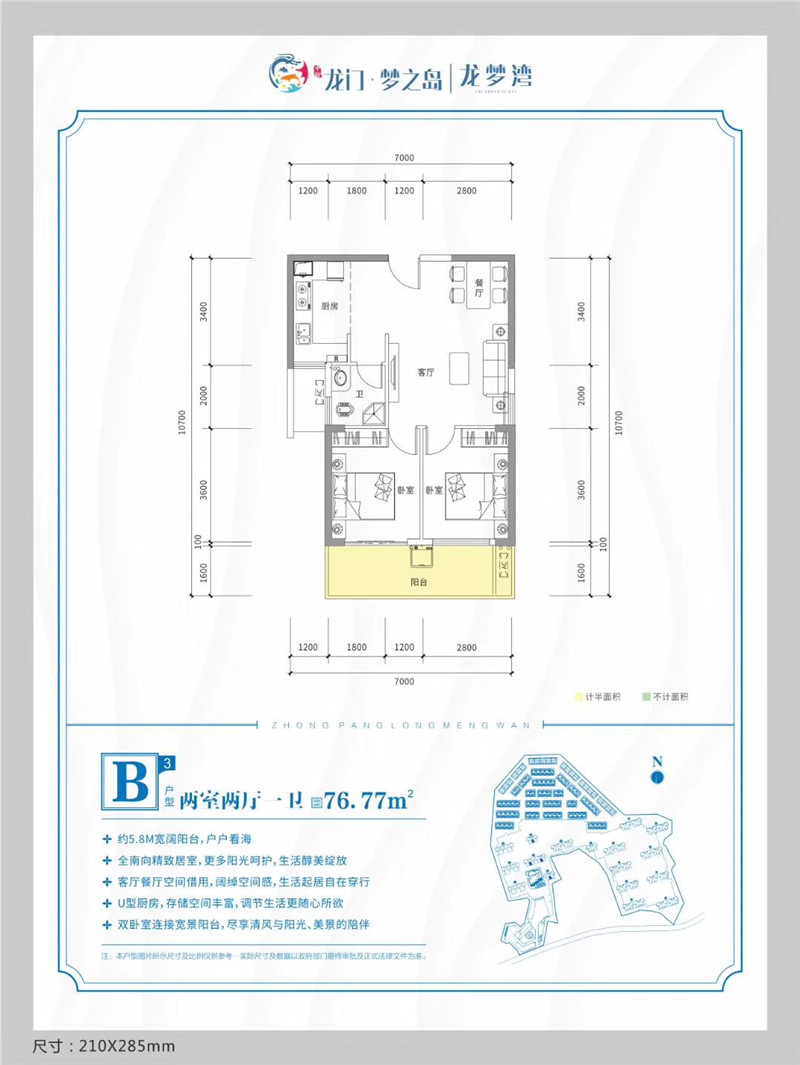 龙门·梦之岛 龙梦湾
7000
1200 1800 1200 2800
3400
2000
3600
100
1600
10700
厨房
餐厅
客厅
卫
卧室 卧室
阳台
3400
2000
3600
100
1600
10700
1200 1800 1200 2800
7000
计半面积 不计面积
ZHONG PANG LONG MENG WAN
B 3 户型 两室两厅一卫 76.77m²
约5.8M宽阔阳台,户户看海
全南向精致居室,更多阳光呵护,生活醇美绽放
客厅餐厅空间借用,阔绰空间感,生活起居自在穿行
U型厨房,存储空间丰富,调节生活更随心所欲
双卧室连接宽景阳台,尽享清风与阳光、美景的陪伴
注:本户型图片所示尺寸及比例仅供参考,实际尺寸及数据以政府部门最终审批及正式法律文件为准。
N
尺寸:210X285mm